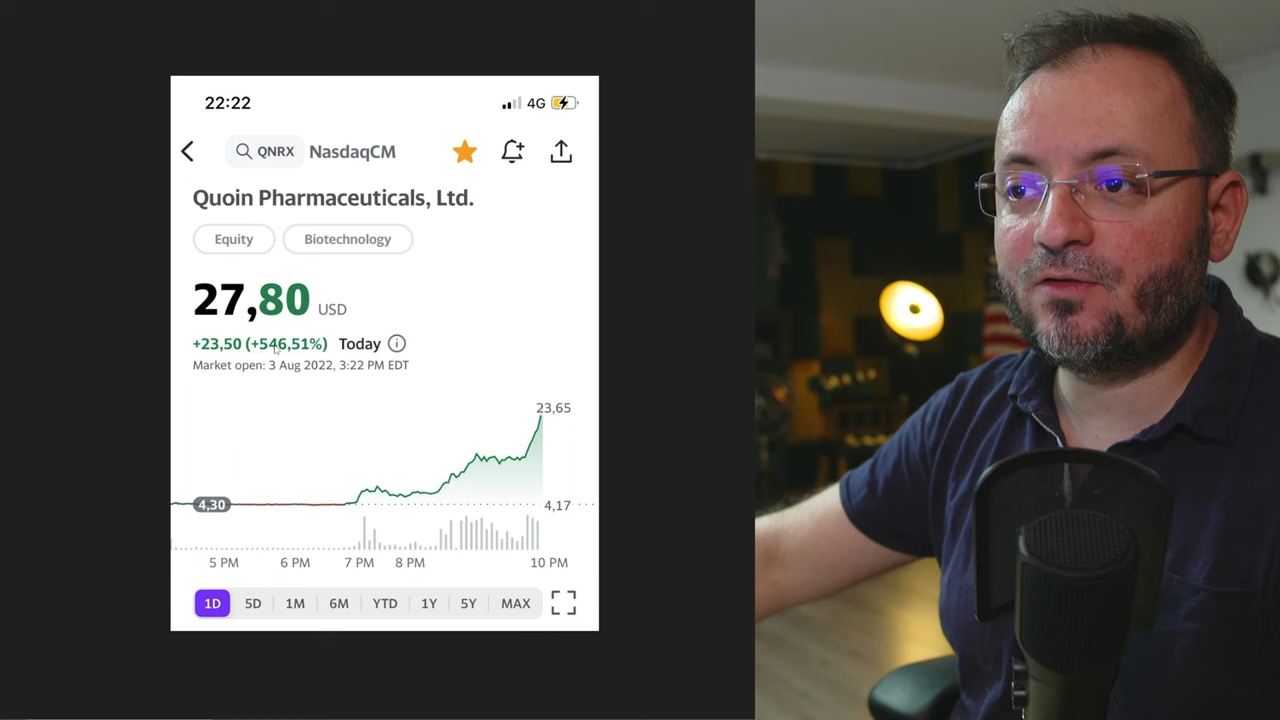 22:22 4G
QNRX NasdaqCM
Quoin Pharmaceuticals, Ltd.
Equity Biotechnology
27,80 USD
+23,50 (+546,51%) Today
Market open: 3 Aug 2022, 3:22 PM EDT
23,65
4,30 4,17
5 PM 6 PM 7 PM 8 PM 10 PM
1D 5D 1M 6M YTD 1Y 5Y MAX